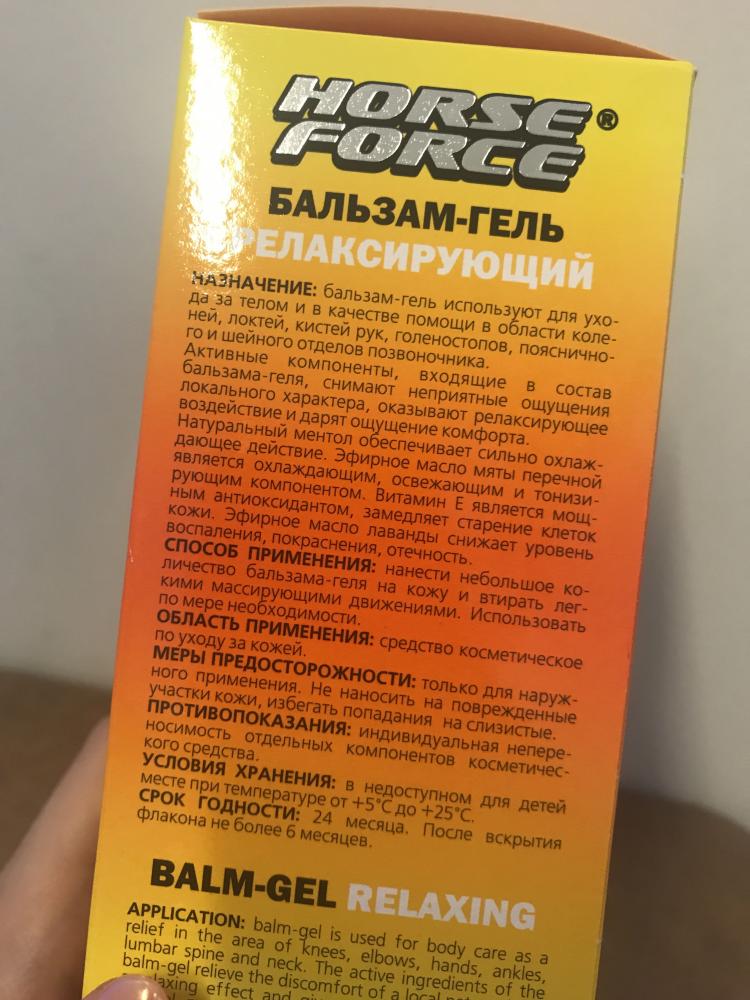 HORSE
FORCE®
БАЛЬЗАМ-ГЕЛЬ
РЕЛАКСИРУЮЩИЙ
НАЗНАЧЕНИЕ: бальзам-гель используют для ухо-
да за телом и в качестве помощи в области коле-
ней, локтей, кистей рук, голеностопов, пояснично-
го и шейного отделов позвоночника.
Активные компоненты, входящие в состав
бальзама-геля, снимают неприятные ощущения
локального характера, оказывают релаксирующее
воздействие и дарят ощущение комфорта.
Натуральный ментол обеспечивает сильно охлаж-
дающее действие. Эфирное масло мяты перечной
является охлаждающим, освежающим и тонизи-
рующим компонентом. Витамин Е является мощ-
ным антиоксидантом, замедляет старение клеток
кожи. Эфирное масло лаванды снижает уровень
воспаления, покраснения, отечность.
СПОСОБ ПРИМЕНЕНИЯ: нанести небольшое ко-
личество бальзама-геля на кожу и втирать лег-
кими массирующими движениями. Использовать
по мере необходимости.
ОБЛАСТЬ ПРИМЕНЕНИЯ: средство косметическое
по уходу за кожей.
МЕРЫ ПРЕДОСТОРОЖНОСТИ: только для наруж-
ного применения. Не наносить на поврежденные
участки кожи, избегать попадания на слизистые.
ПРОТИВОПОКАЗАНИЯ: индивидуальная непере-
носимость отдельных компонентов косметичес-
кого средства.
УСЛОВИЯ ХРАНЕНИЯ: в недоступном для детей
месте при температуре от +5°С до +25°С.
СРОК ГОДНОСТИ: 24 месяца. После вскрытия
флакона не более 6 месяцев.
BALM-GEL RELAXING
APPLICATION: balm-gel is used for body care as a
relief in the area of knees, elbows, hands, ankles,
lumbar spine and neck. The active ingredients of the
balm-gel relieve the discomfort of a local
effect and